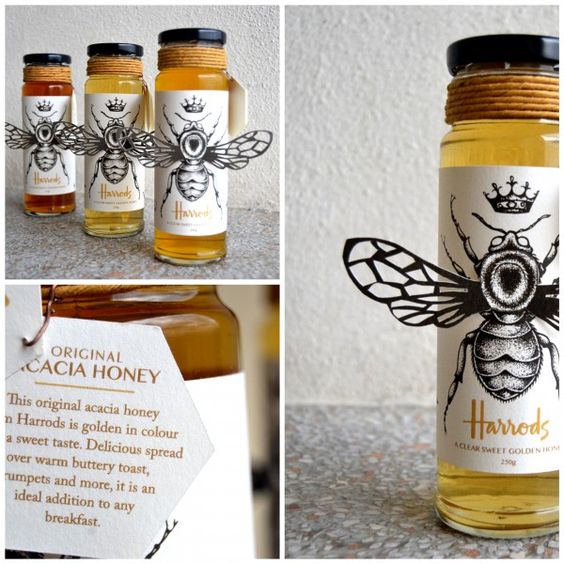 Harrods
Harrods
Harrods
ORIGINAL
ACACIA HONEY
This original acacia honey
Harrods is golden in colour
a sweet taste. Delicious spread
over warm buttery toast,
rumpets and more, it is an
ideal addition to any
breakfast.
Harrods
A CLEAR SWEET GOLDEN HONE
250g